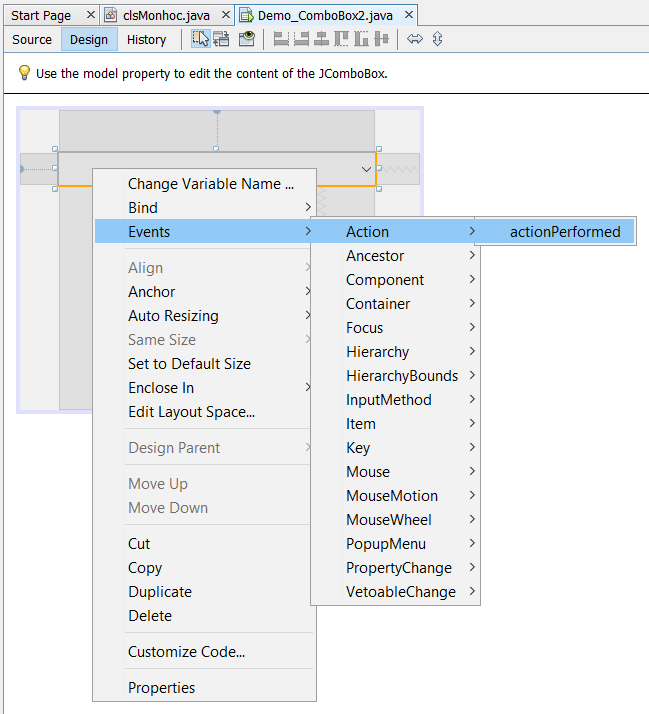 Start Page
clsMonhoc.java
Demo_ComboBox2.java
Source
Design
History
Use the model property to edit the content of the JComboBox.
Change Variable Name ...
Bind
Events
Align
Anchor
Auto Resizing
Same Size
Set to Default Size
Enclose In
Edit Layout Space...
Design Parent
Move Up
Move Down
Cut
Copy
Duplicate
Delete
Customize Code...
Properties
Action
Ancestor
Component
Container
Focus
Hierarchy
HierarchyBounds
InputMethod
Item
Key
Mouse
MouseMotion
MouseWheel
PopupMenu
PropertyChange
VetoableChange
actionPerformed